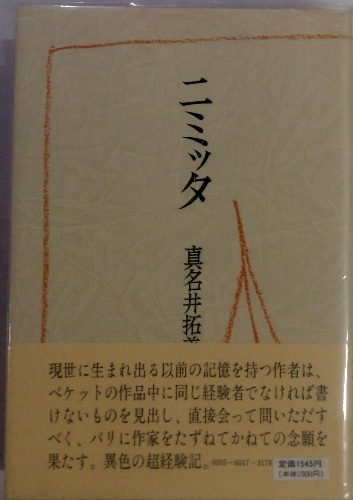 ニミッタ
真名井拓
現世に生まれ出る以前の記憶を持つ作者は、
ベケットの作品中に同じ経験者でなければ書
けないものを見出し、直接会って問いただす
べく、パリに作家をたずねてかねての念願を
果たす。異色の超経験記。
定価1545円